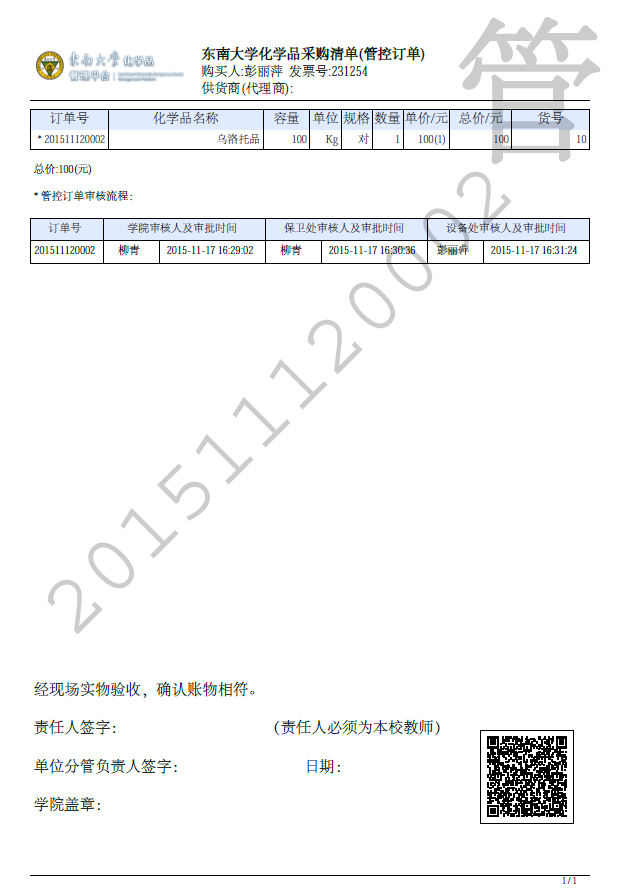 东南大学 化学品
管理平台
东南大学化学品采购清单(管控订单)
购买人:彭丽萍 发票号:231254
供货商(代理商):
管
订单号 化学品名称 容量 单位 规格 数量 单价/元 总价/元 货号
* 201511120002 乌洛托品 100 Kg 对 1 100(1) 100 10
总价:100(元)
* 管控订单审核流程:
订单号 学院审核人及审批时间 保卫处审核人及审批时间 设备处审核人及审批时间
201511120002 柳青 2015-11-17 16:29:02 柳青 2015-11-17 16:30:36 彭丽萍 2015-11-17 16:31:24
201511120002
经现场实物验收，确认账物相符。
责任人签字: (责任人必须为本校教师)
单位分管负责人签字: 日期:
学院盖章:
1 / 1